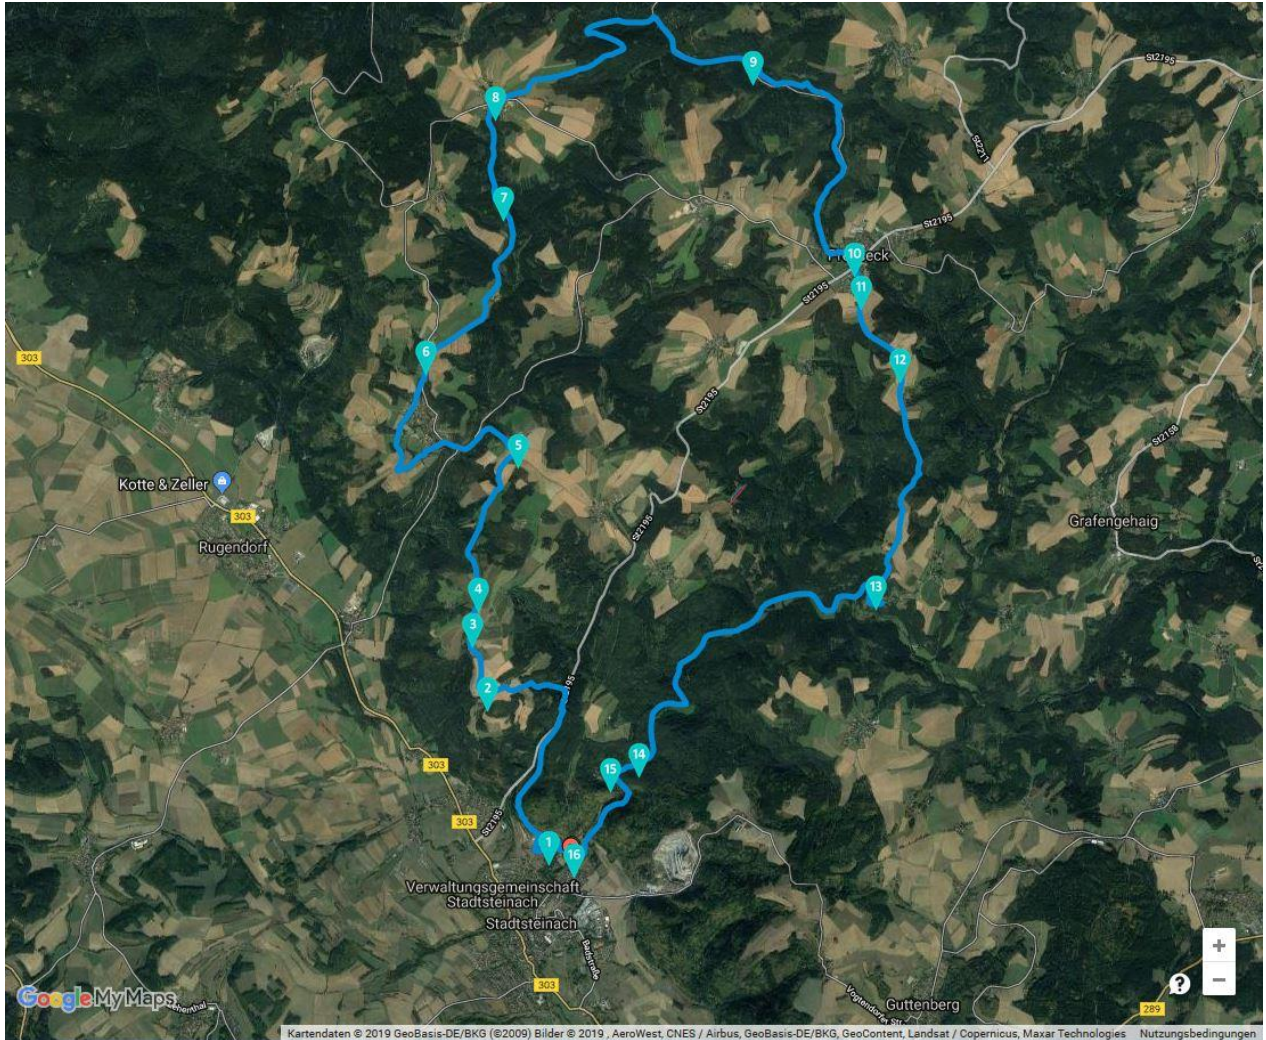 9
St2195
8
St2211
7
St2195
10
11
St2195
303
6
12
St2195
St2158
5
Kotte & Zeller
303
Grafengehaig
Rugendorf
St2195
4
13
3
2
303
14
15
303
St2195
1
16
Verwaltungsgemeinschaft
Stadtsteinach
Stadtsteinach
Badstraße
303
+
−
?
Guttenberg
289
Google My Maps
Kartendaten © 2019 GeoBasis-DE/BKG (©2009) Bilder © 2019 , AeroWest, CNES / Airbus, GeoBasis-DE/BKG, GeoContent, Landsat / Copernicus, Maxar Technologies Nutzungsbedingungen